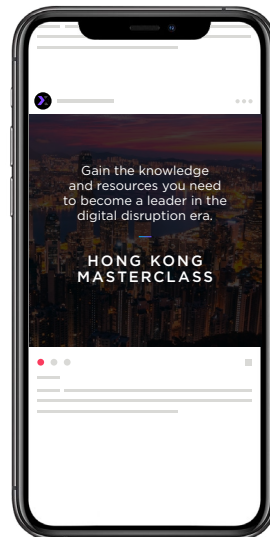 Gain the knowledge
and resources you need
to become a leader in the
digital disruption era.
HONG KONG
MASTERCLASS